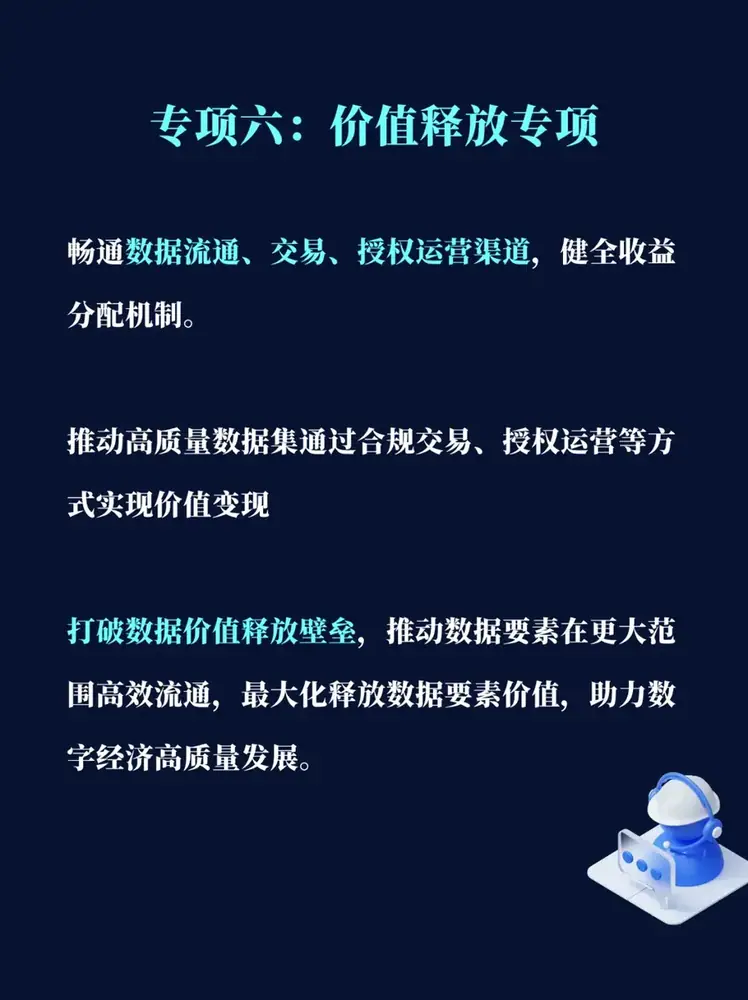 专项六：价值释放专项
畅通数据流通、交易、授权运营渠道，健全收益
分配机制。
推动高质量数据集通过合规交易、授权运营等方
式实现价值变现
打破数据价值释放壁垒，推动数据要素在更大范
围高效流通，最大化释放数据要素价值，助力数
字经济高质量发展。